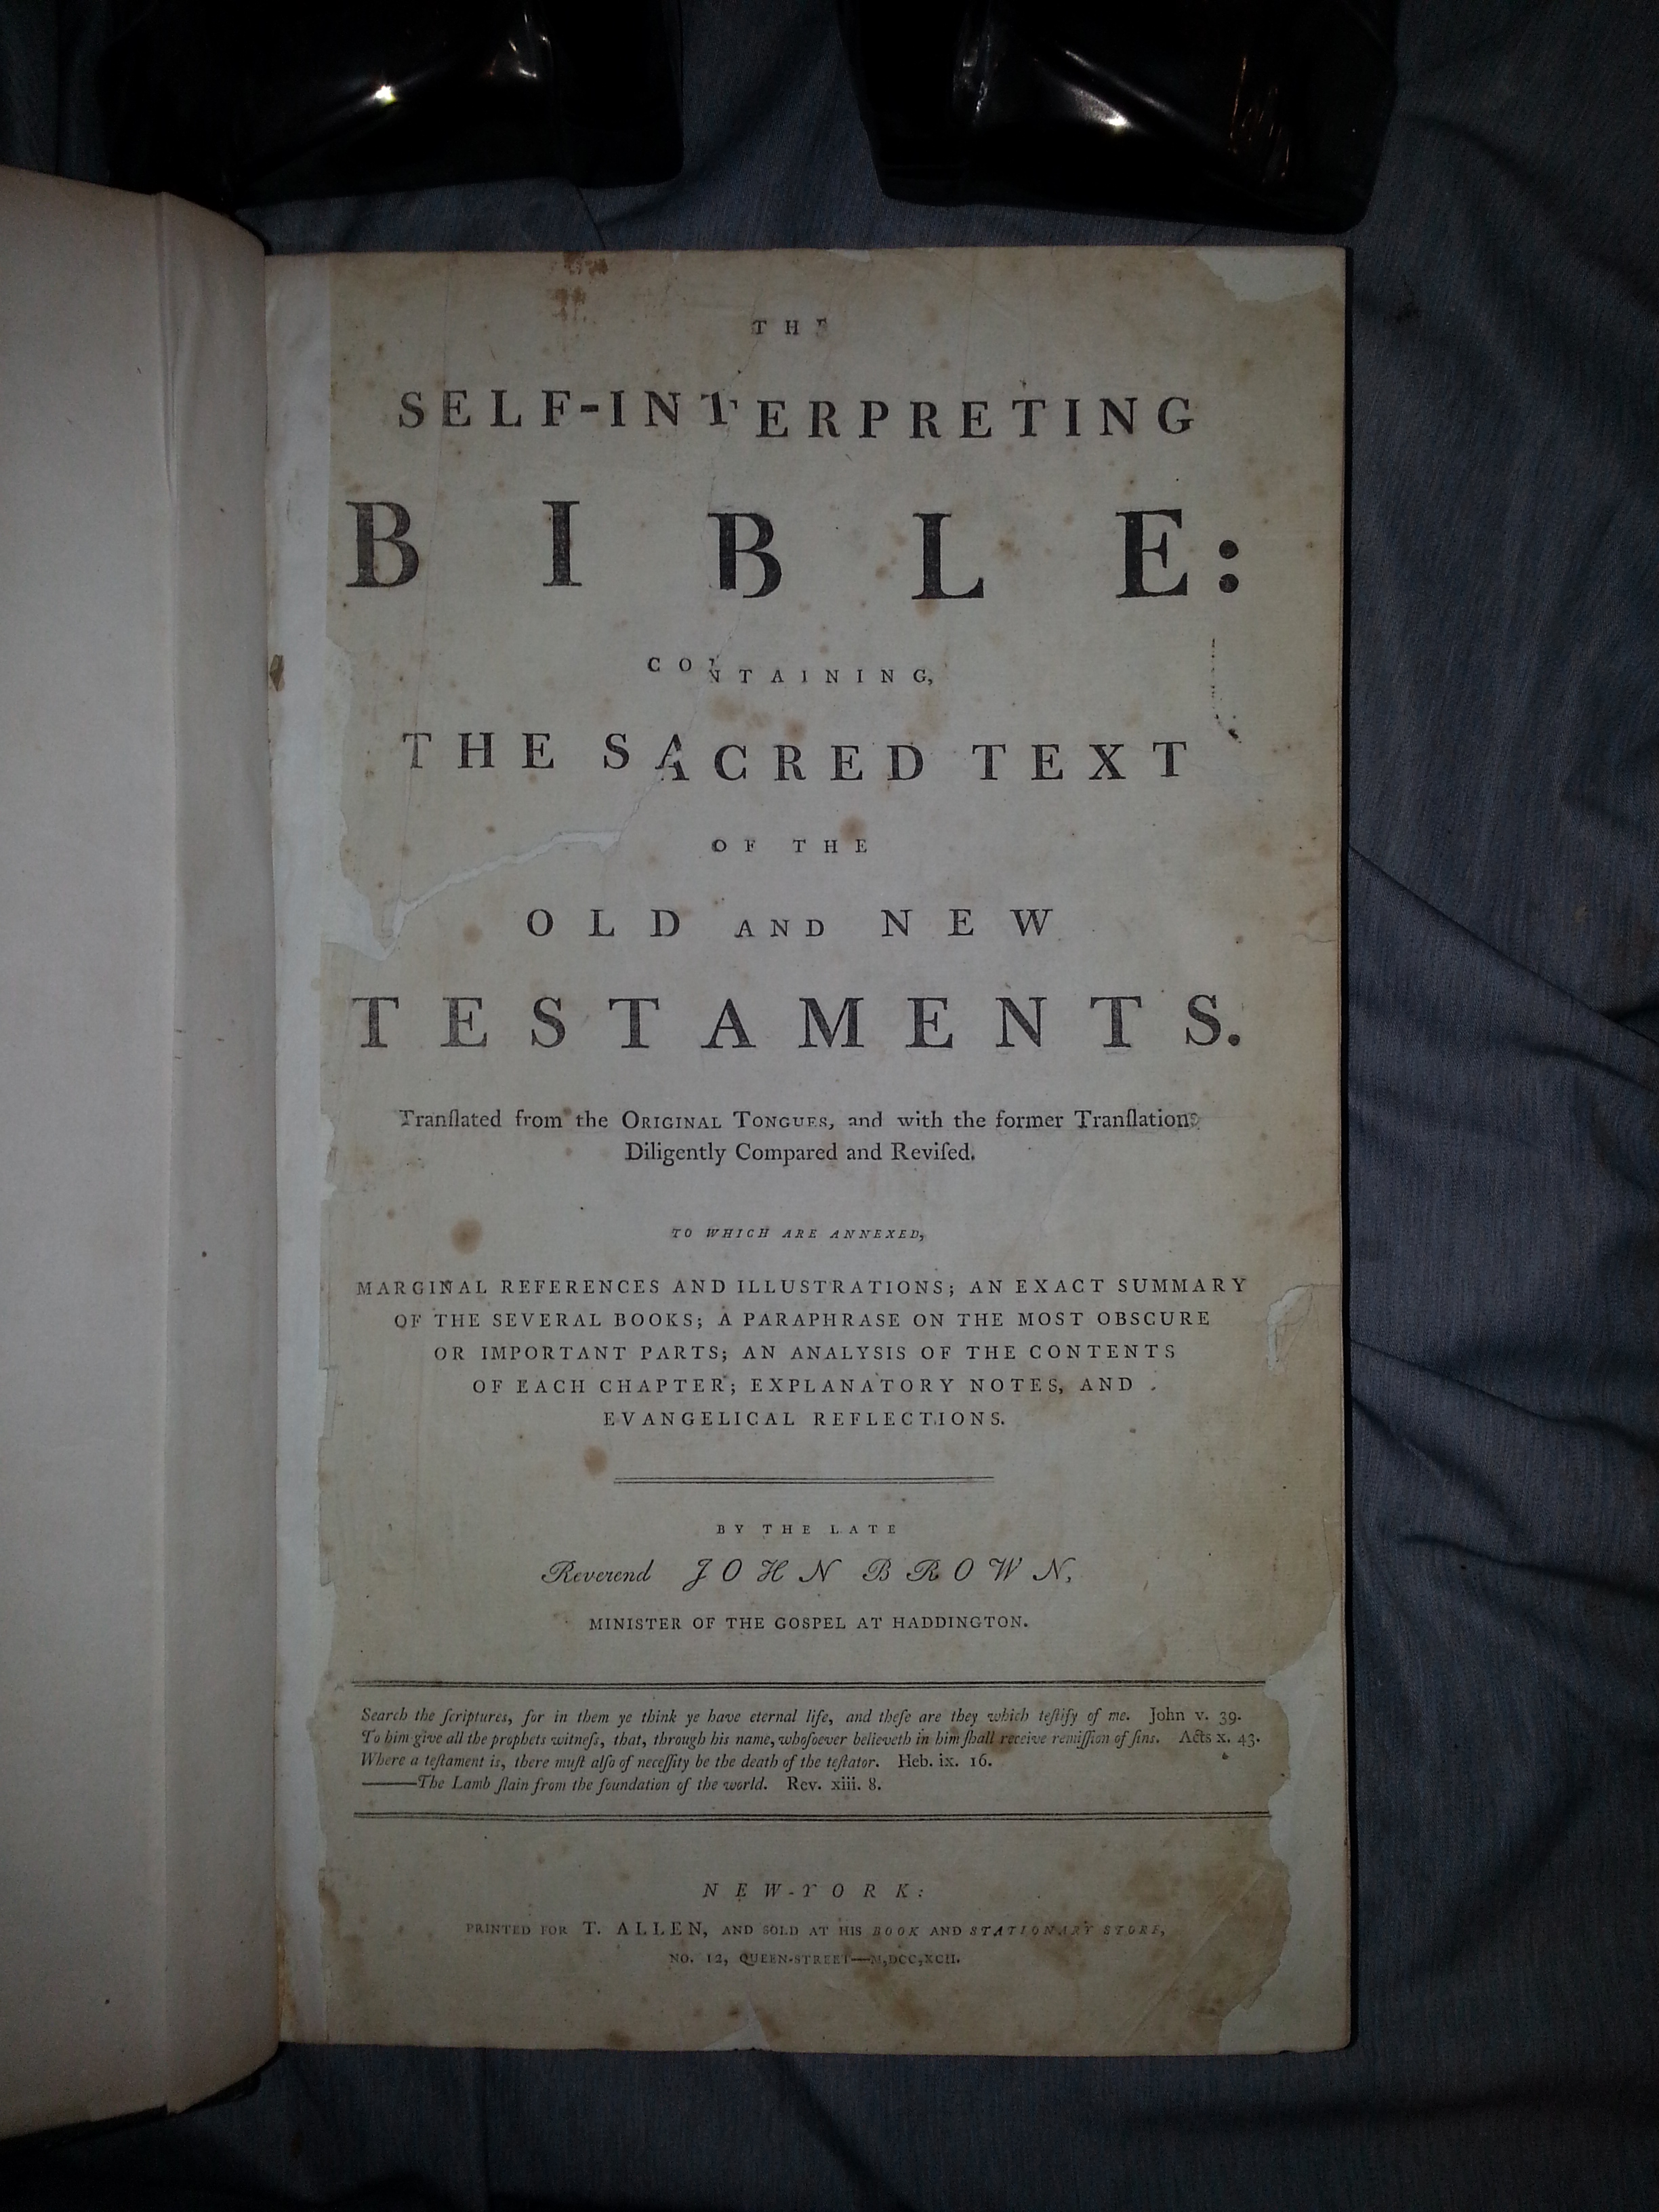 THE
SELF-INTERPRETING
BIBLE:
CONTAINING,
THE SACRED TEXT
OF THE
OLD AND NEW
TESTAMENTS.
Tranſlated from the ORIGINAL TONGUES, and with the former Tranſlations
Diligently Compared and Reviſed.
TO WHICH ARE ANNEXED,
MARGINAL REFERENCES AND ILLUSTRATIONS; AN EXACT SUMMARY
OF THE SEVERAL BOOKS; A PARAPHRASE ON THE MOST OBSCURE
OR IMPORTANT PARTS; AN ANALYSIS OF THE CONTENTS
OF EACH CHAPTER; EXPLANATORY NOTES, AND
EVANGELICAL REFLECTIONS.
BY THE LATE
Reverend JOHN BROWN,
MINISTER OF THE GOSPEL AT HADDINGTON.
Search the ſcriptures, for in them ye think ye have eternal life, and theſe are they which teſtify of me. John v. 39.
To him give all the prophets witneſs, that, through his name, whoſoever believeth in him ſhall receive remiſſion of ſins. Acts x. 43.
Where a teſtament is, there muſt alſo of neceſſity be the death of the teſtator. Heb. ix. 16.
——The Lamb ſlain from the foundation of the world. Rev. xiii. 8.
NEW-YORK:
PRINTED FOR T. ALLEN, AND SOLD AT HIS BOOK AND STATIONARY STORE,
NO. 12, QUEEN-STREET—M,DCC,XCII.